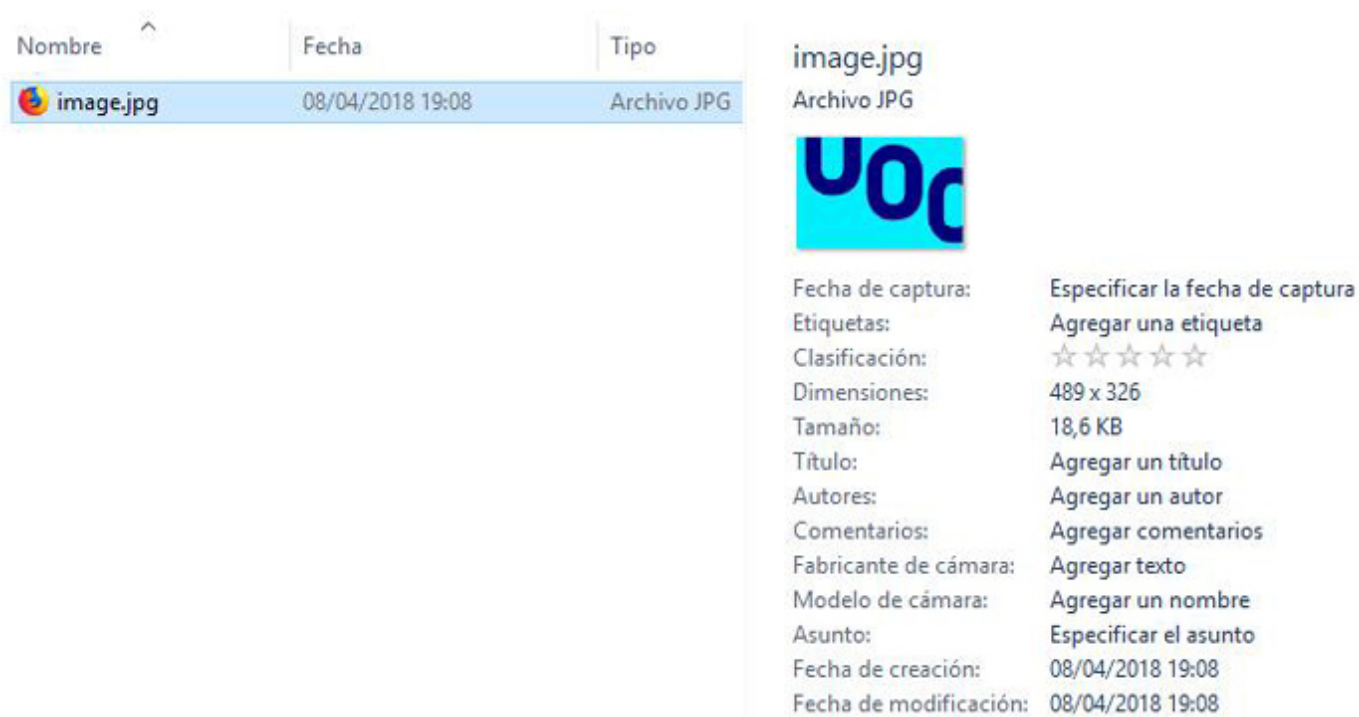 Nombre Fecha Tipo
image.jpg 08/04/2018 19:08 Archivo JPG
image.jpg
Archivo JPG
UOC
Fecha de captura: Especificar la fecha de captura
Etiquetas: Agregar una etiqueta
Clasificación:
Dimensiones: 489 x 326
Tamaño: 18,6 KB
Título: Agregar un título
Autores: Agregar un autor
Comentarios: Agregar comentarios
Fabricante de cámara: Agregar texto
Modelo de cámara: Agregar un nombre
Asunto: Especificar el asunto
Fecha de creación: 08/04/2018 19:08
Fecha de modificación: 08/04/2018 19:08